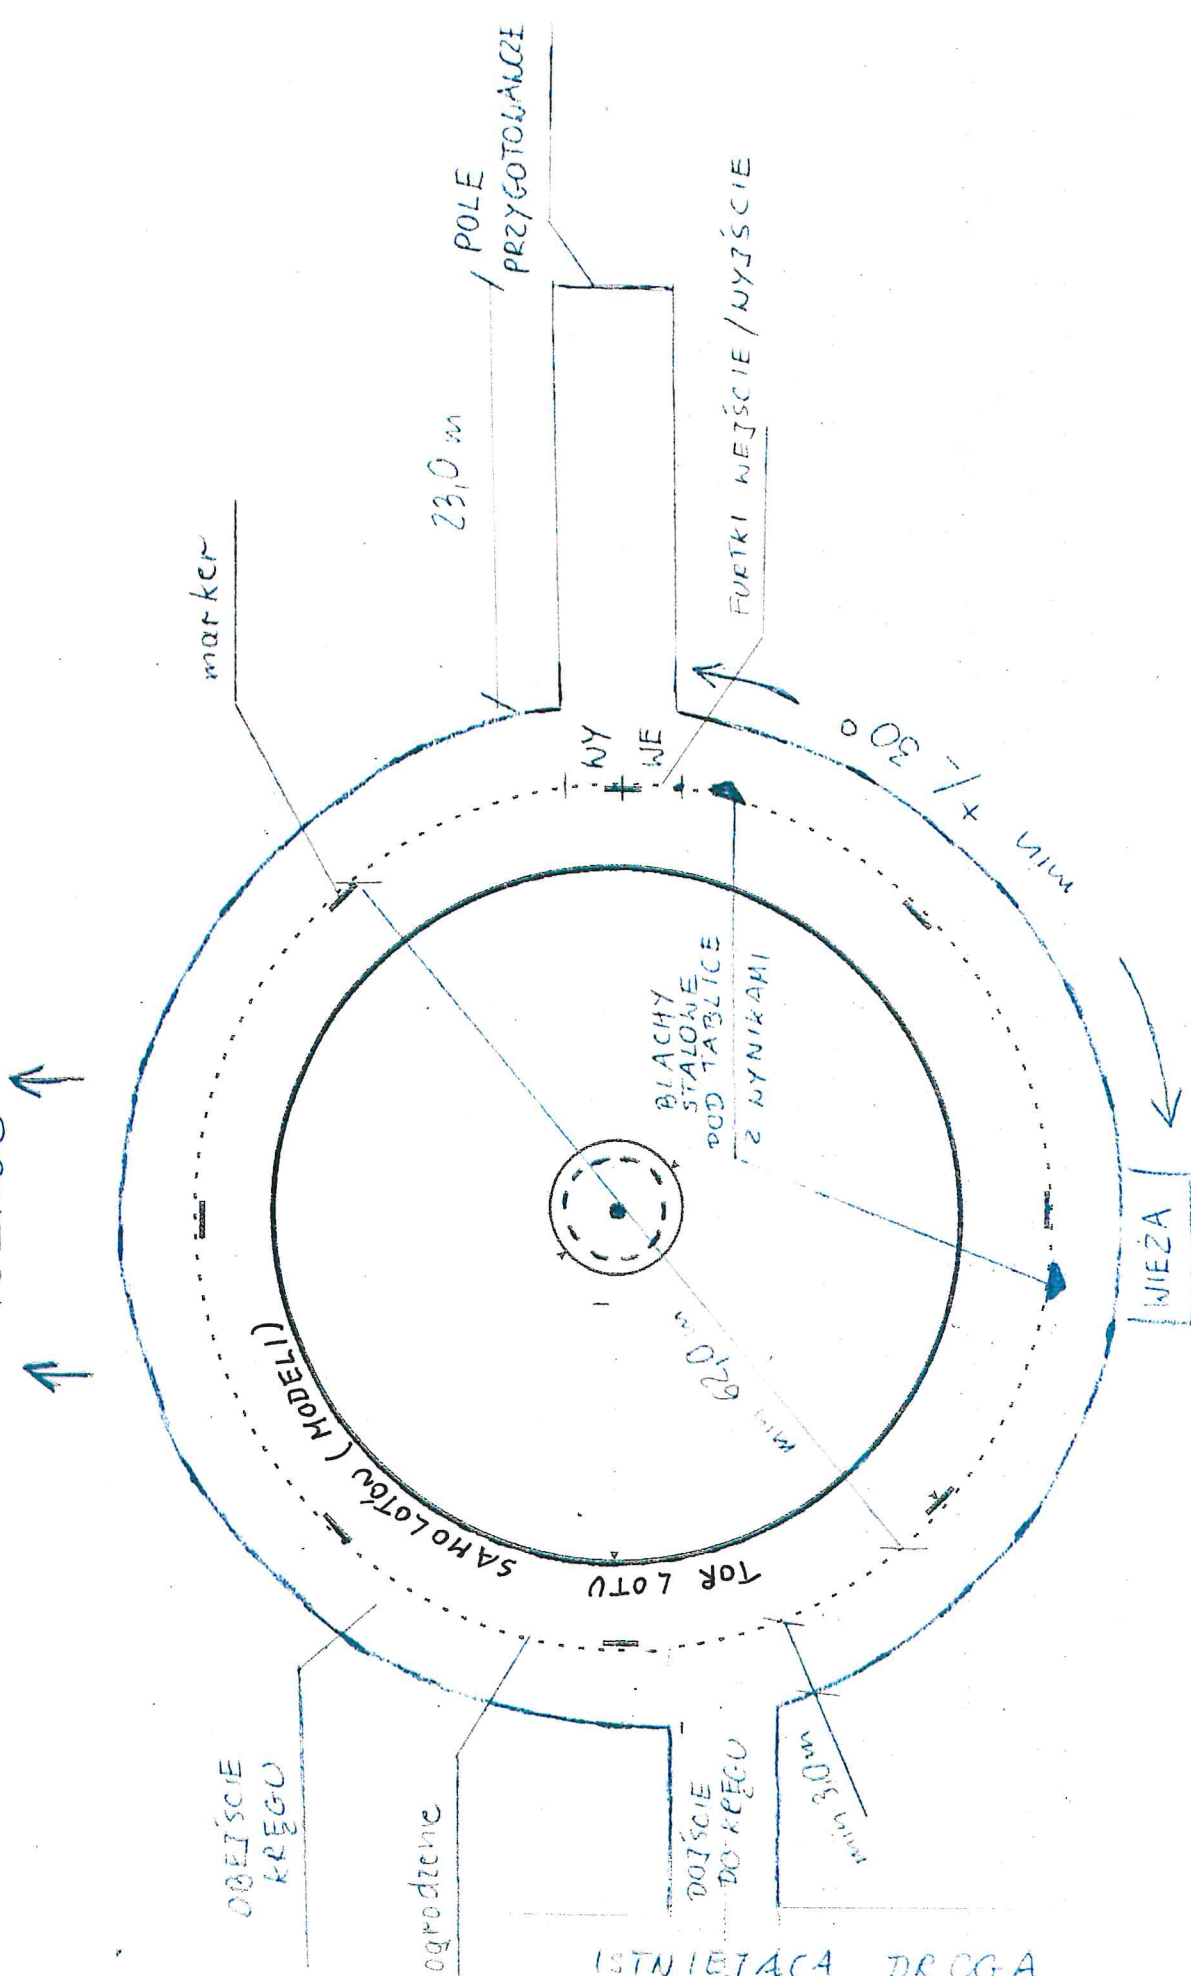 marker
23,0 m
POLE
PRZYGOTOWAWCZE
FURTKI WEJŚCIE/WYJŚCIE
WY
WE
min +/- 30°
BLACHY
STALOWE
POD TABLICE
Z WYNIKAMI
WIEŻA
min 62,0 m
TOR LOTU SAMOLOTÓW (MODELI)
OBEJŚCIE
KRĘGU
ogrodzenie
DOJŚCIE
DO KRĘGU
min 3,0 m
ISTNIEJĄCA DROGA